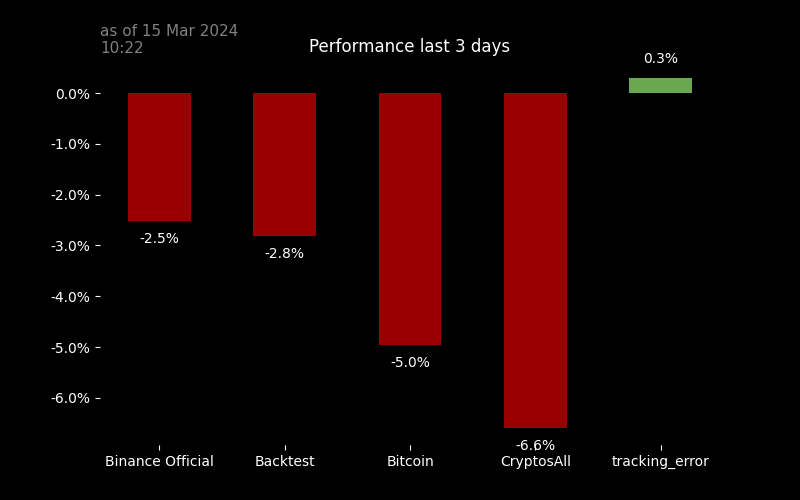 as of 15 Mar 2024
10:22
Performance last 3 days
0.3%
0.0%
-1.0%
-2.0%
-3.0%
-4.0%
-5.0%
-6.0%
-2.5%
-2.8%
-5.0%
-6.6%
Binance Official
Backtest
Bitcoin
CryptosAll
tracking_error